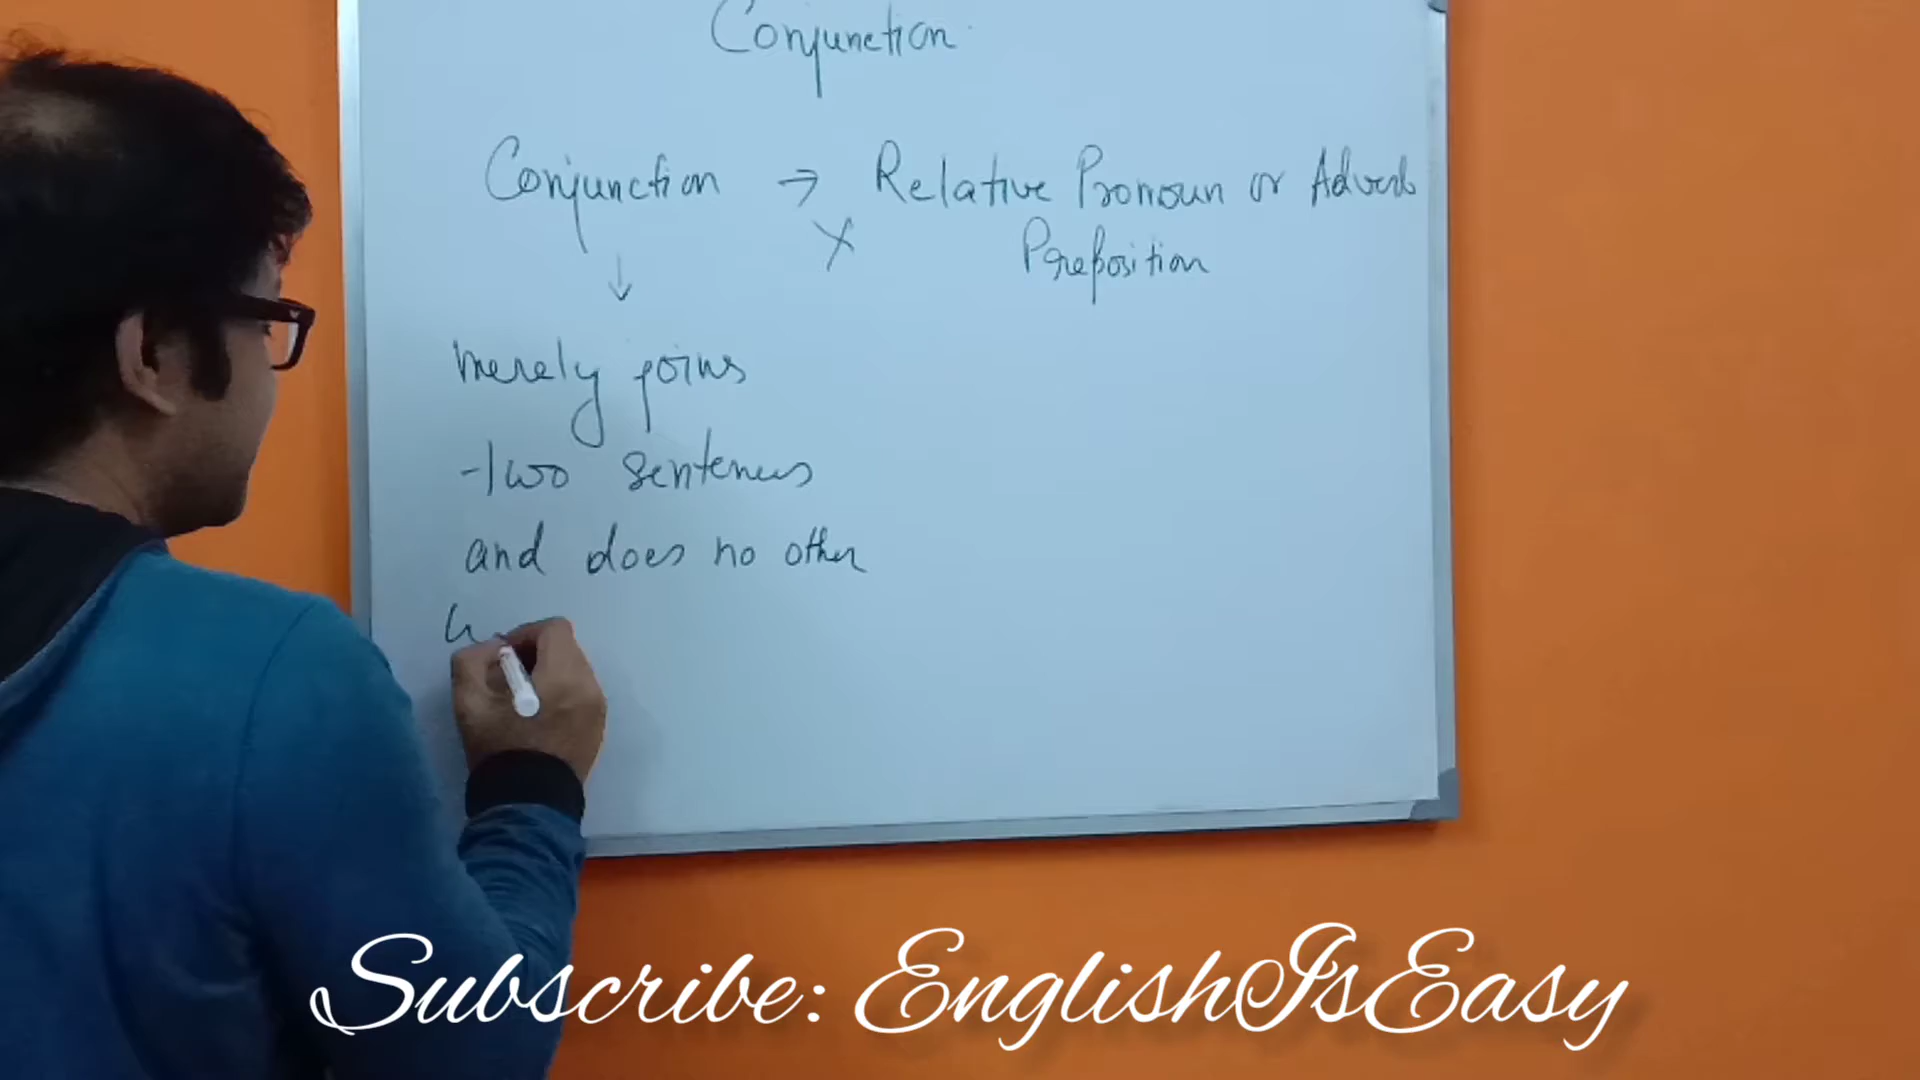 Conjunction
Conjunction → Relative Pronoun or Adverb
X Preposition
↓
merely joins
two sentences
and does no other
Subscribe: EnglishIsEasy